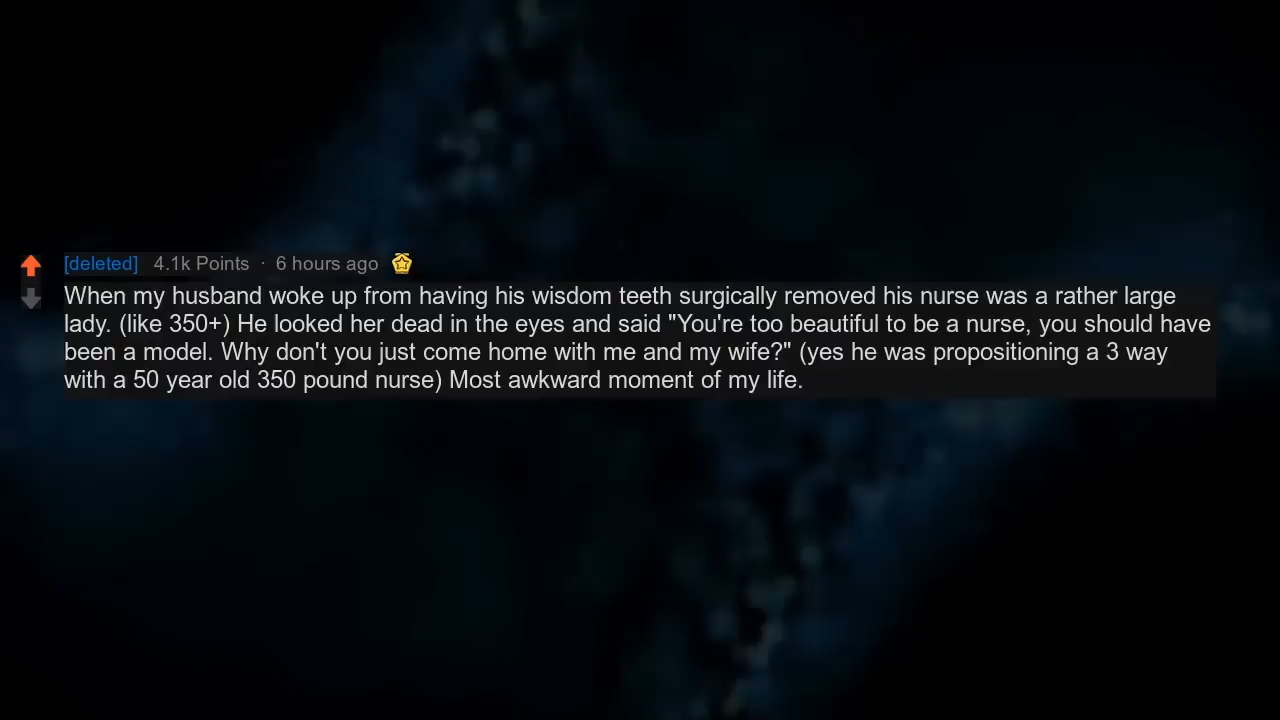 [deleted] 4.1k Points · 6 hours ago
When my husband woke up from having his wisdom teeth surgically removed his nurse was a rather large
lady. (like 350+) He looked her dead in the eyes and said "You're too beautiful to be a nurse, you should have
been a model. Why don't you just come home with me and my wife?" (yes he was propositioning a 3 way
with a 50 year old 350 pound nurse) Most awkward moment of my life.